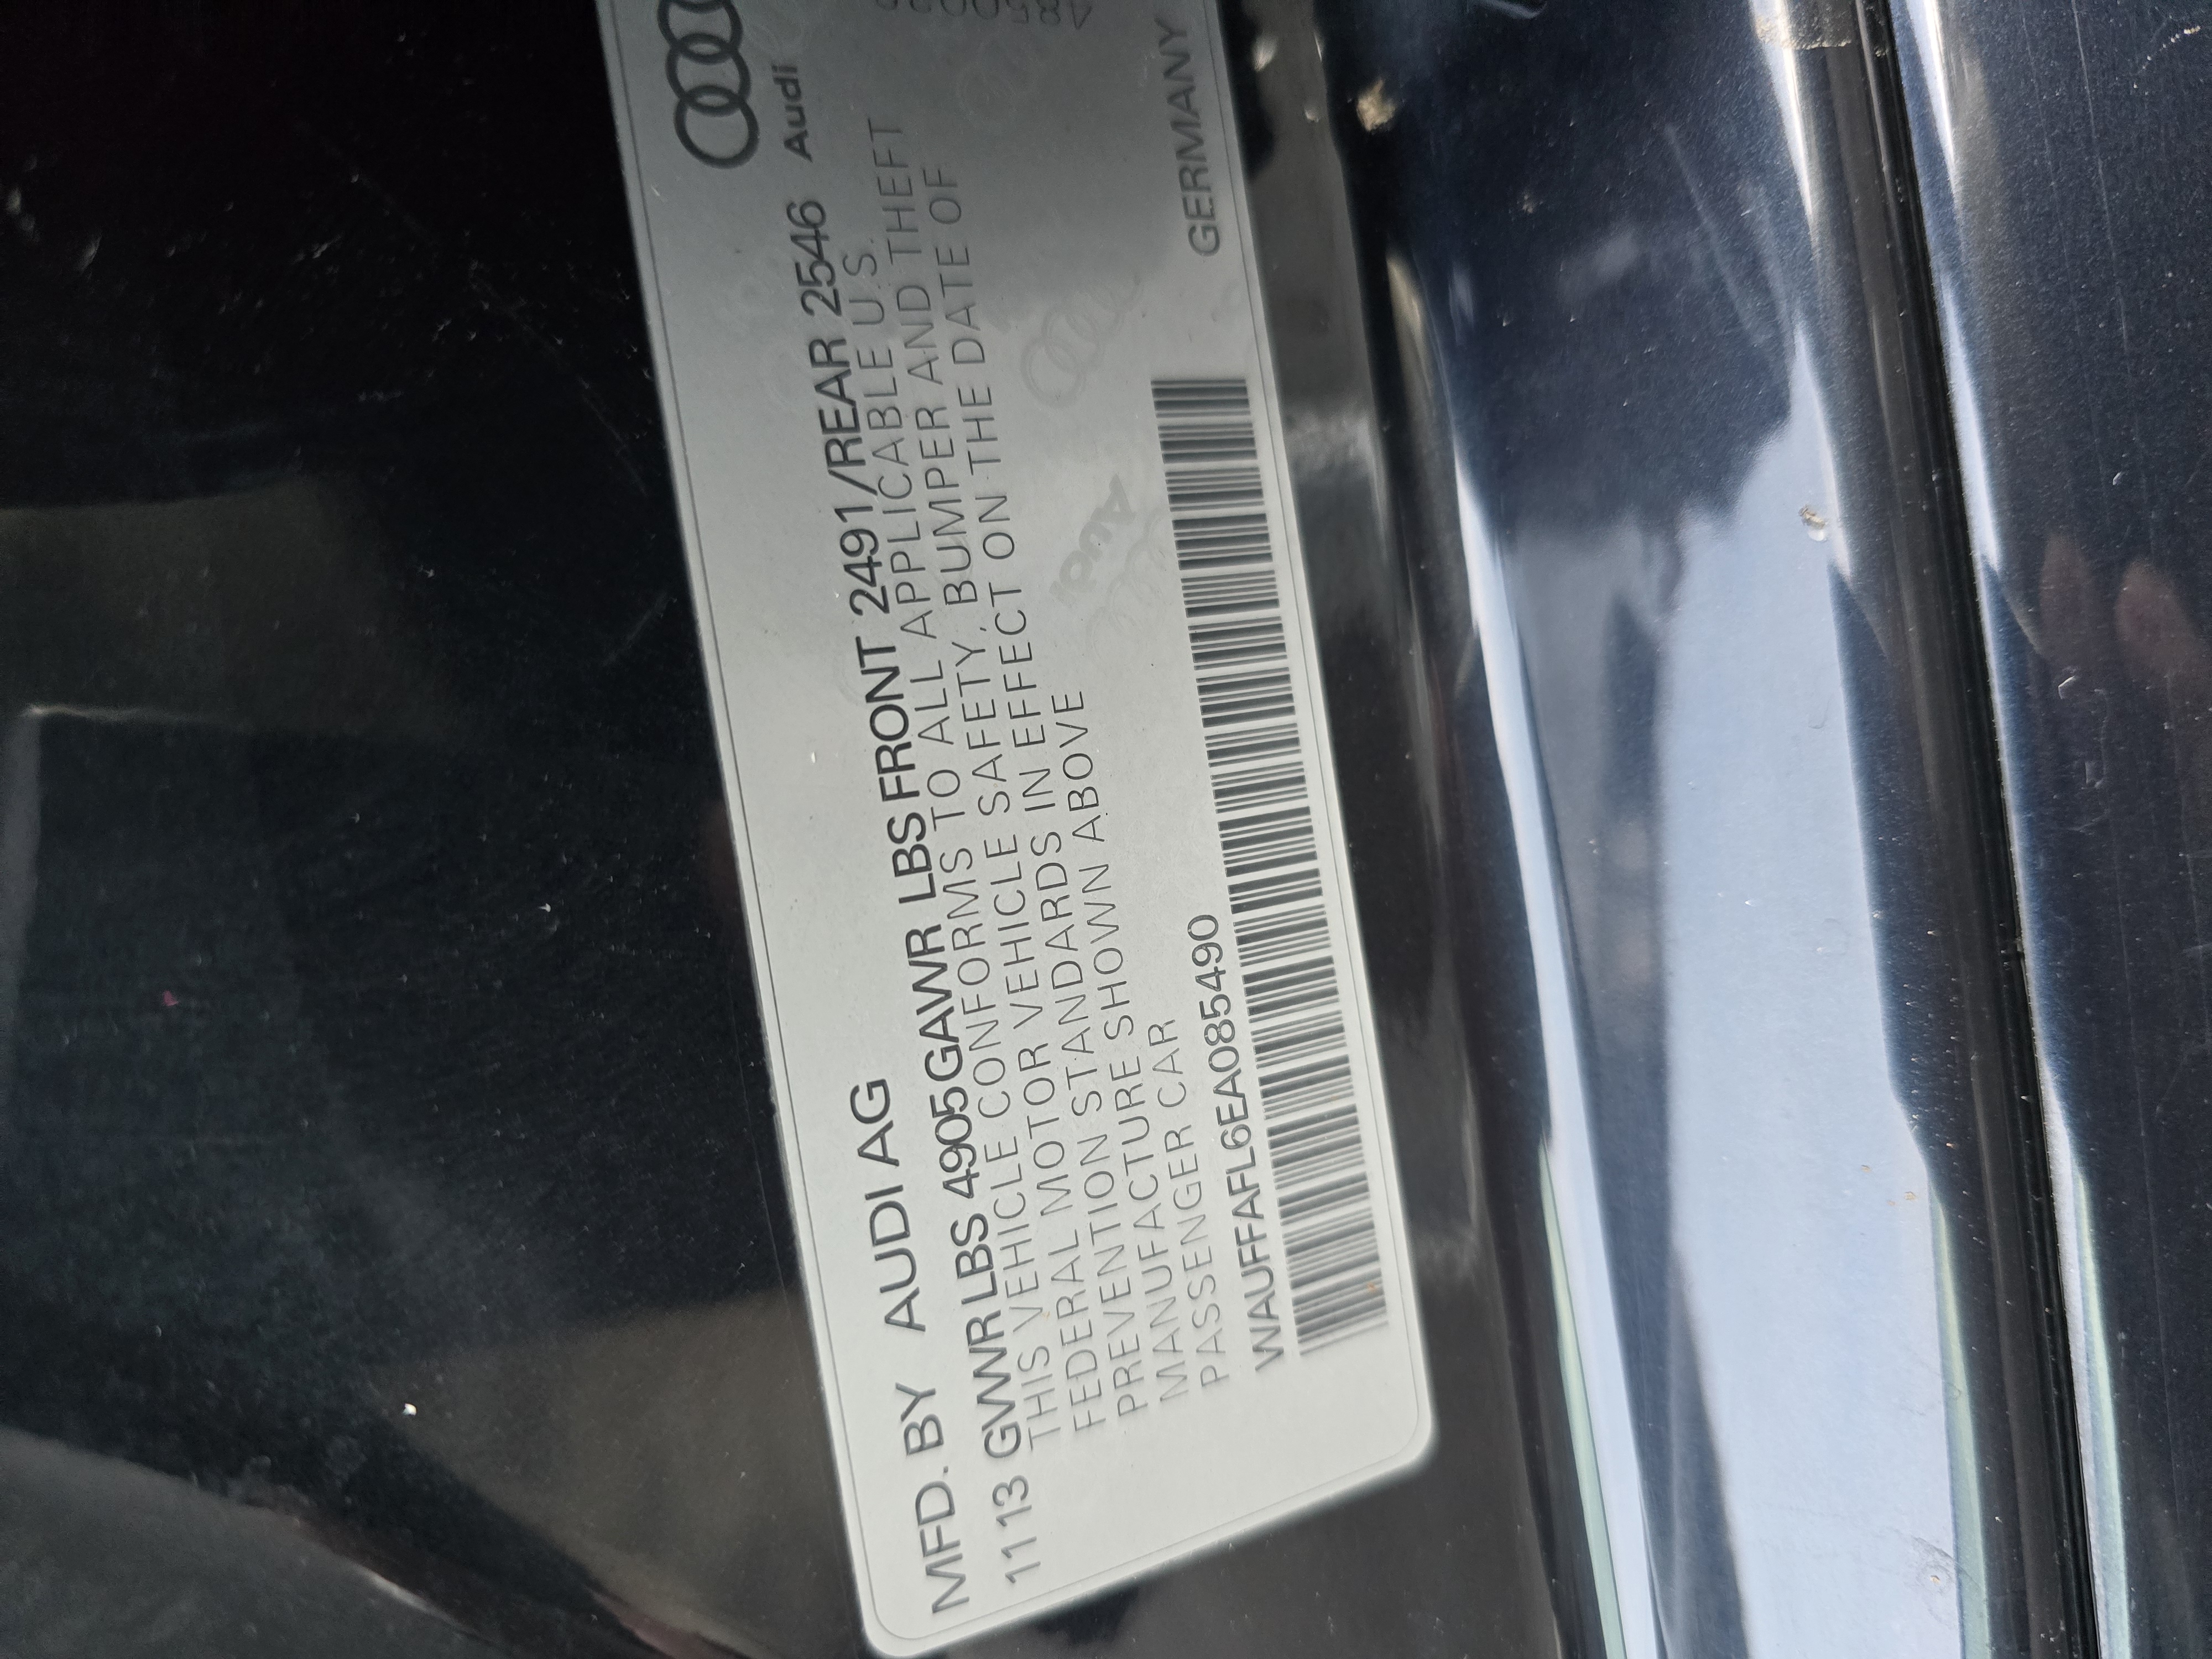 MFD. BY AUDI AG
Audi
11 13 GWWR LBS 4905 GAWR LBS FRONT 2491/REAR 2546
THIS VEHICLE CONFORMS TO ALL APPLICABLE U.S.
FEDERAL MOTOR VEHICLE SAFETY, BUMPER AND THEFT
PREVENTION STANDARDS IN EFFECT ON THE DATE OF
MANUFACTURE SHOWN ABOVE
PASSENGER CAR
Audi
WAUFFAFL6EA085490
GERMANY